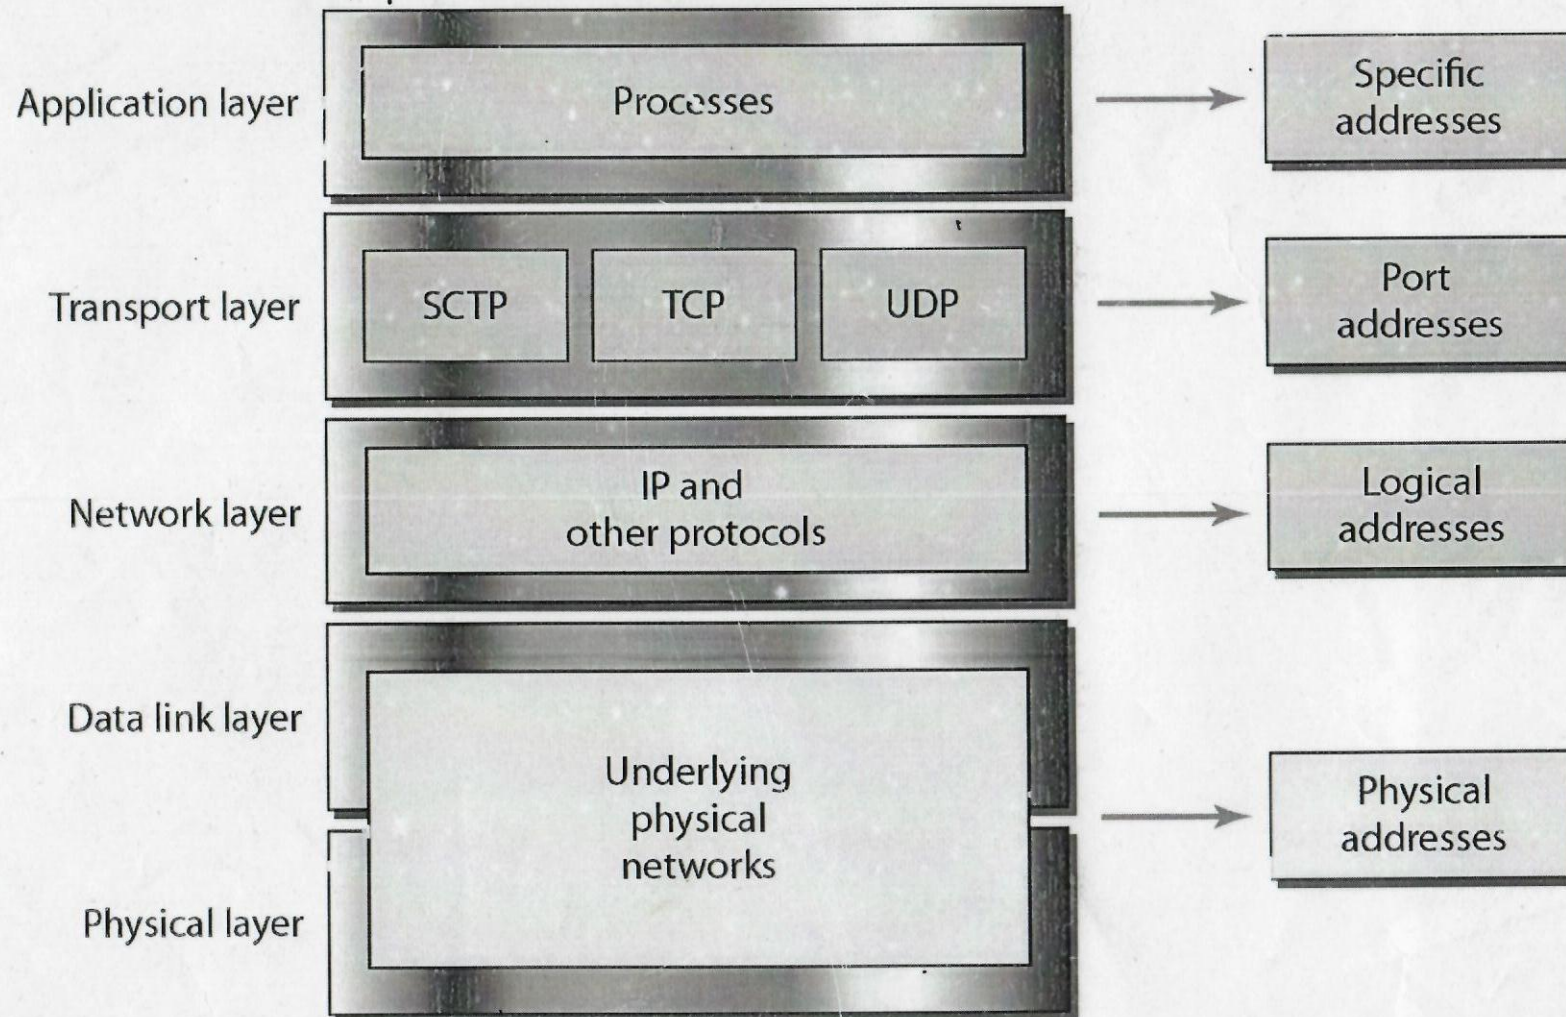 Application layer
Processes
Specific
addresses
Transport layer
SCTP
TCP
UDP
Port
addresses
Network layer
IP and
other protocols
Logical
addresses
Data link layer
Underlying
physical
networks
Physical
addresses
Physical layer